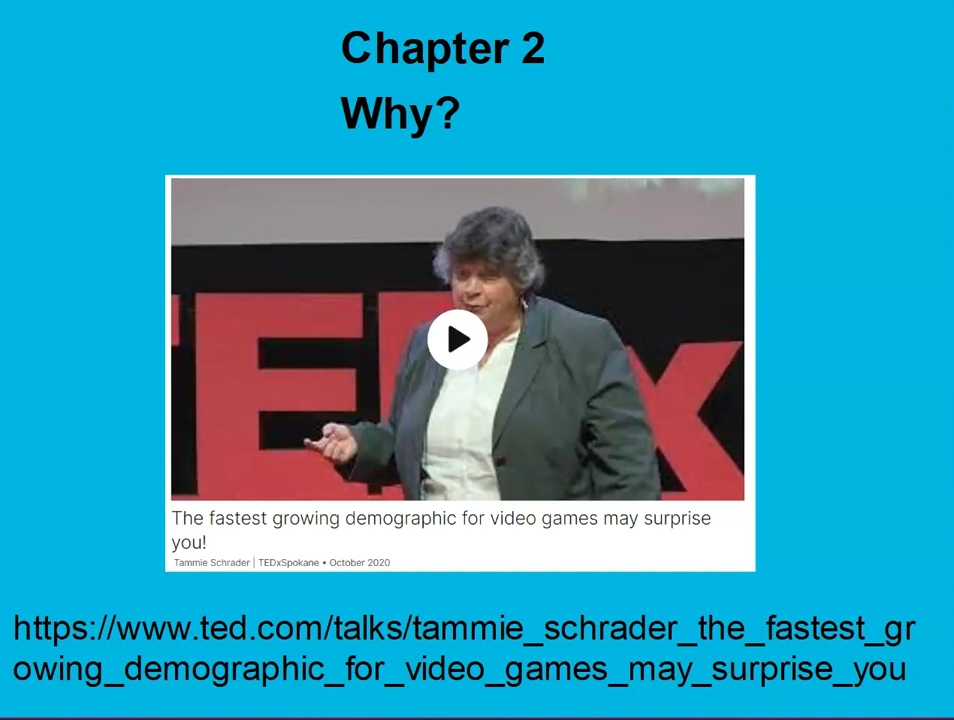 Chapter 2
Why?
TEDx
The fastest growing demographic for video games may surprise
you!
Tammie Schrader | TEDxSpokane • October 2020
https://www.ted.com/talks/tammie_schrader_the_fastest_gr
owing_demographic_for_video_games_may_surprise_you